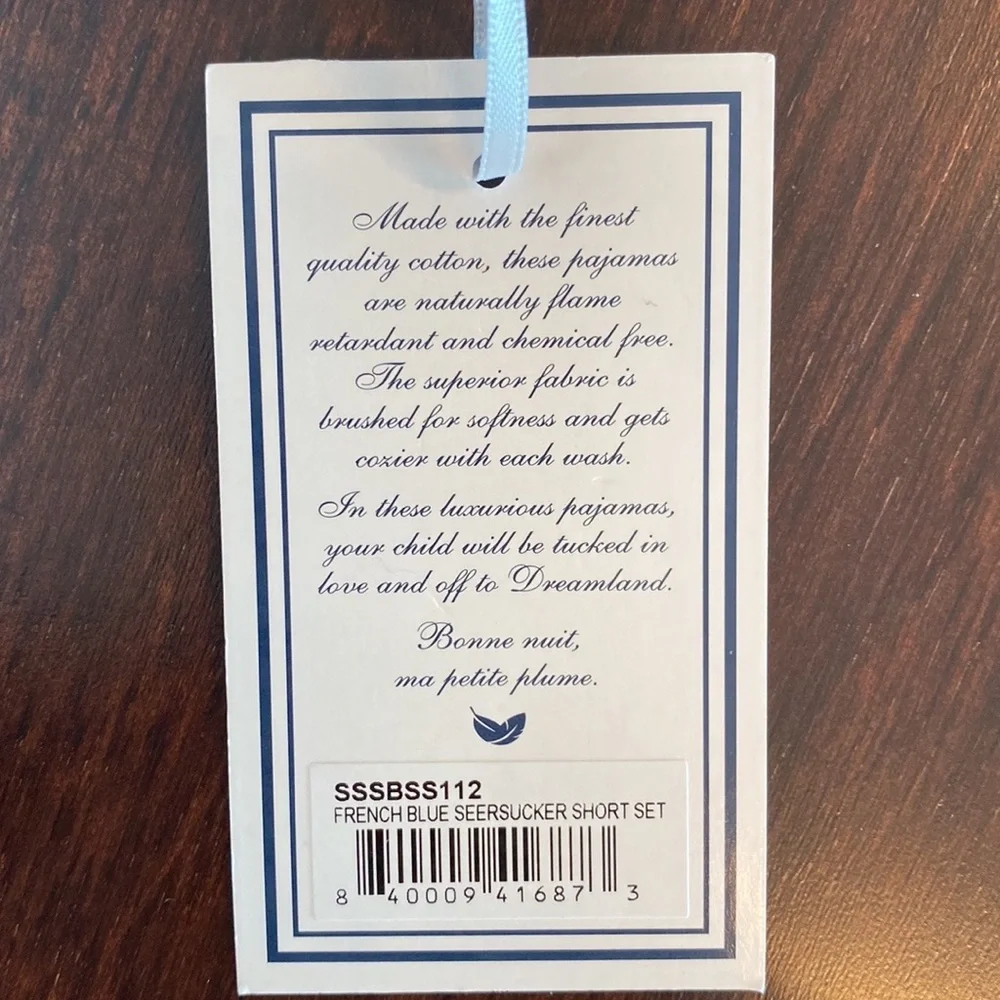 Made with the finest
quality cotton, these pajamas
are naturally flame
retardant and chemical free.
The superior fabric is
brushed for softness and gets
cozier with each wash.
In these luxurious pajamas,
your child will be tucked in
love and off to Dreamland.
Bonne nuit,
ma petite plume.
SSSBSS112
FRENCH BLUE SEERSUCKER SHORT SET
8 40009 41687 3